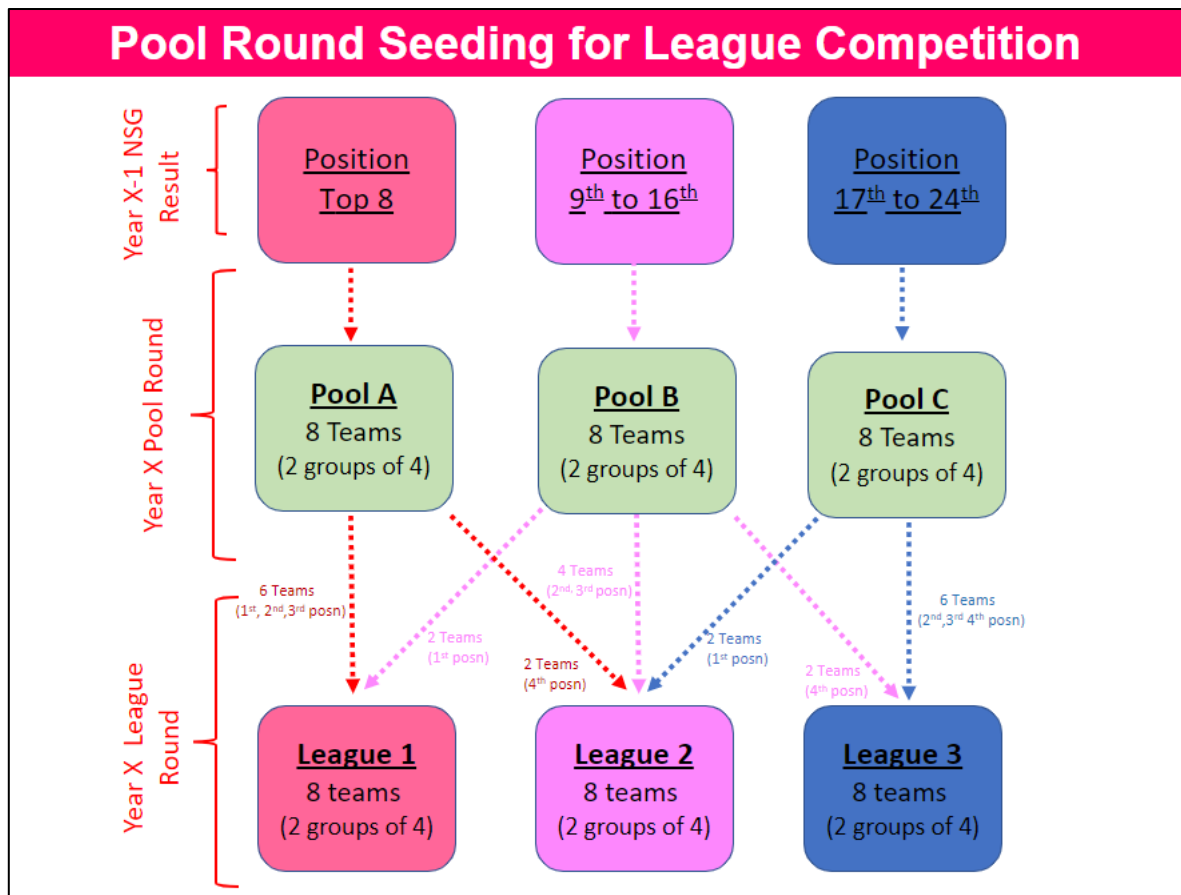 Pool Round Seeding for League Competition
Year X-1 NSG
Result
Position
Top 8
Position
9th to 16th
Position
17th to 24th
Year X Pool Round
Pool A
8 Teams
(2 groups of 4)
Pool B
8 Teams
(2 groups of 4)
Pool C
8 Teams
(2 groups of 4)
6 Teams
(1st, 2nd,3rd posn)
2 Teams
(1st posn)
4 Teams
(2nd, 3rd posn)
2 Teams
(4th posn)
2 Teams
(1st posn)
2 Teams
(4th posn)
6 Teams
(2nd,3rd 4th posn)
Year X League
Round
League 1
8 teams
(2 groups of 4)
League 2
8 teams
(2 groups of 4)
League 3
8 teams
(2 groups of 4)